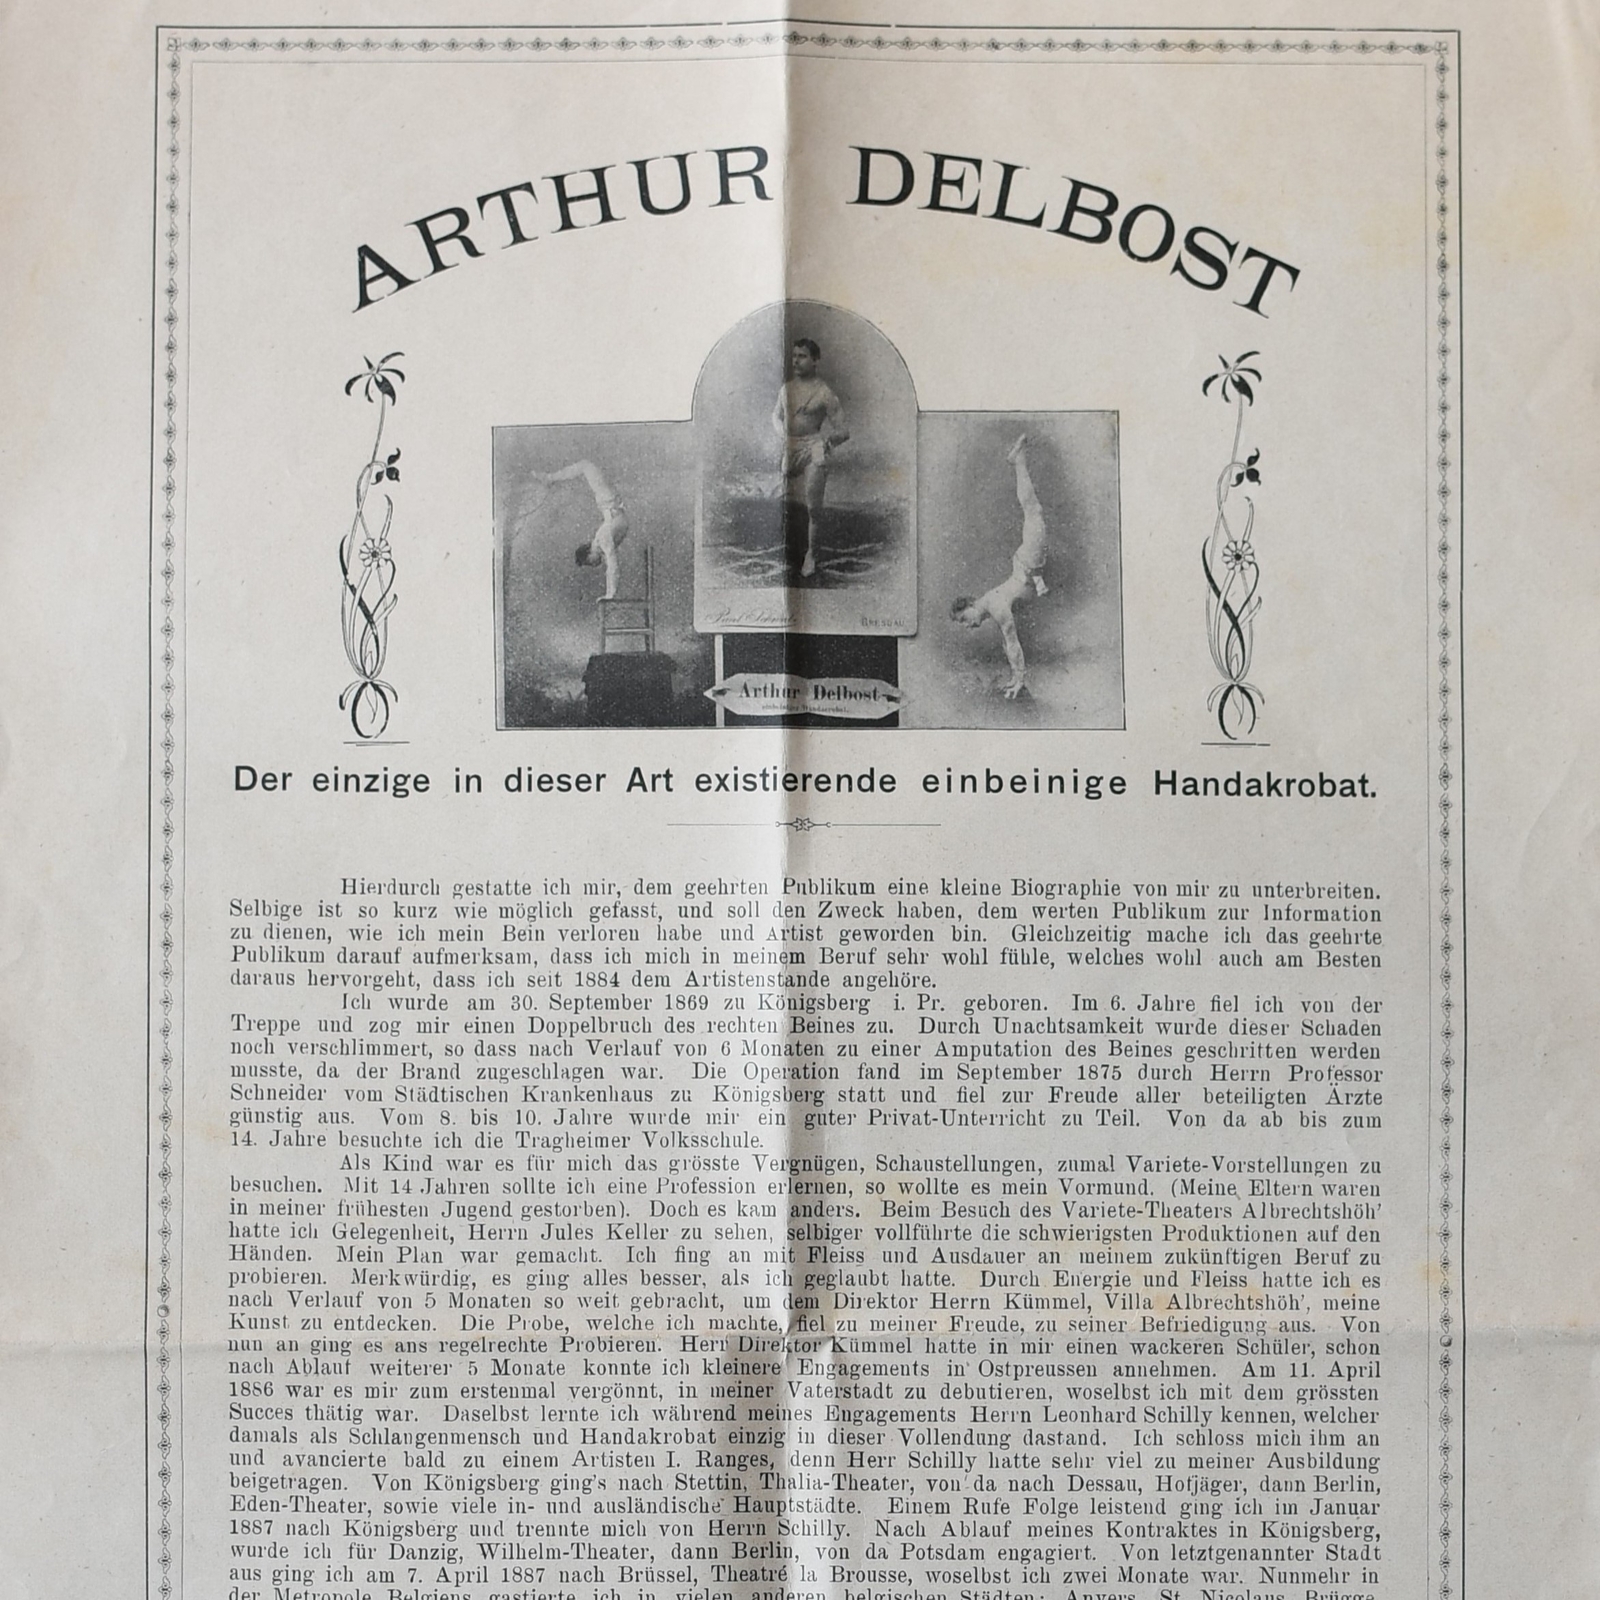 ARTHUR DELBOST
Paul Schulz
BRESLAU
Arthur Delbost
einbeiniger Handacrobat.
Der einzige in dieser Art existierende einbeinige Handakrobat.
Hierdurch gestatte ich mir, dem geehrten Publikum eine kleine Biographie von mir zu unterbreiten.
Selbige ist so kurz wie möglich gefasst, und soll den Zweck haben, dem werten Publikum zur Information
zu dienen, wie ich mein Bein verloren habe und Artist geworden bin. Gleichzeitig mache ich das geehrte
Publikum darauf aufmerksam, dass ich mich in meinem Beruf sehr wohl fühle, welches wohl auch am Besten
daraus hervorgeht, dass ich seit 1884 dem Artistenstande angehöre.
Ich wurde am 30. September 1869 zu Königsberg i. Pr. geboren. Im 6. Jahre fiel ich von der
Treppe und zog mir einen Doppelbruch des rechten Beines zu. Durch Unachtsamkeit wurde dieser Schaden
noch verschlimmert, so dass nach Verlauf von 6 Monaten zu einer Amputation des Beines geschritten werden
musste, da der Brand zugeschlagen war. Die Operation fand im September 1875 durch Herrn Professor
Schneider vom Städtischen Krankenhaus zu Königsberg statt und fiel zur Freude aller beteiligten Ärzte
günstig aus. Vom 8. bis 10. Jahre wurde mir ein guter Privat-Unterricht zu Teil. Von da ab bis zum
14. Jahre besuchte ich die Tragheimer Volksschule.
Als Kind war es für mich das grösste Vergnügen, Schaustellungen, zumal Variete-Vorstellungen zu
besuchen. Mit 14 Jahren sollte ich eine Profession erlernen, so wollte es mein Vormund. (Meine Eltern waren
in meiner frühesten Jugend gestorben). Doch es kam anders. Beim Besuch des Variete-Theaters Albrechtshöh'
hatte ich Gelegenheit, Herrn Jules Keller zu sehen, selbiger vollführte die schwierigsten Produktionen auf den
Händen. Mein Plan war gemacht. Ich fing an mit Fleiss und Ausdauer an meinem zukünftigen Beruf zu
probieren. Merkwürdig, es ging alles besser, als ich geglaubt hatte. Durch Energie und Fleiss hatte ich es
nach Verlauf von 5 Monaten so weit gebracht, um dem Direktor Herrn Kümmel, Villa Albrechtshöh', meine
Kunst zu entdecken. Die Probe, welche ich machte, fiel zu meiner Freude, zu seiner Befriedigung aus. Von
nun an ging es ans regelrechte Probieren. Herr Direktor Kümmel hatte in mir einen wackeren Schüler, schon
nach Ablauf weiterer 5 Monate konnte ich kleinere Engagements in Ostpreussen annehmen. Am 11. April
1886 war es mir zum erstenmal vergönnt, in meiner Vaterstadt zu debutieren, woselbst ich mit dem grössten
Succes thätig war. Daselbst lernte ich während meines Engagements Herrn Leonhard Schilly kennen, welcher
damals als Schlangenmensch und Handakrobat einzig in dieser Vollendung dastand. Ich schloss mich ihm an
und avancierte bald zu einem Artisten I. Ranges, denn Herr Schilly hatte sehr viel zu meiner Ausbildung
beigetragen. Von Königsberg ging's nach Stettin, Thalia-Theater, von da nach Dessau, Hofjäger, dann Berlin,
Eden-Theater, sowie viele in- und ausländische Hauptstädte. Einem Rufe Folge leistend ging ich im Januar
1887 nach Königsberg und trennte mich von Herrn Schilly. Nach Ablauf meines Kontraktes in Königsberg,
wurde ich für Danzig, Wilhelm-Theater, dann Berlin, von da Potsdam engagiert. Von letztgenannter Stadt
aus ging ich am 7. April 1887 nach Brüssel, Theatré la Brousse, woselbst ich zwei Monate war. Nunmehr in
der Metropole Belgiens gastierte ich in vielen anderen belgischen Städten: Anvers, St. Nicolaus, Brügge,